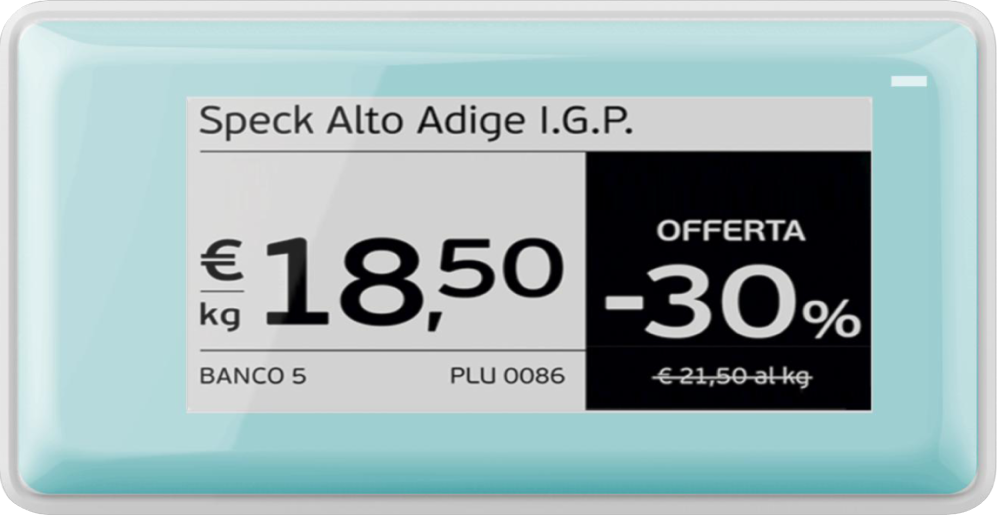 Speck Alto Adige I.G.P.
€
kg
18,50
OFFERTA
-30%
€ 21,50 al kg
BANCO 5
PLU 0086